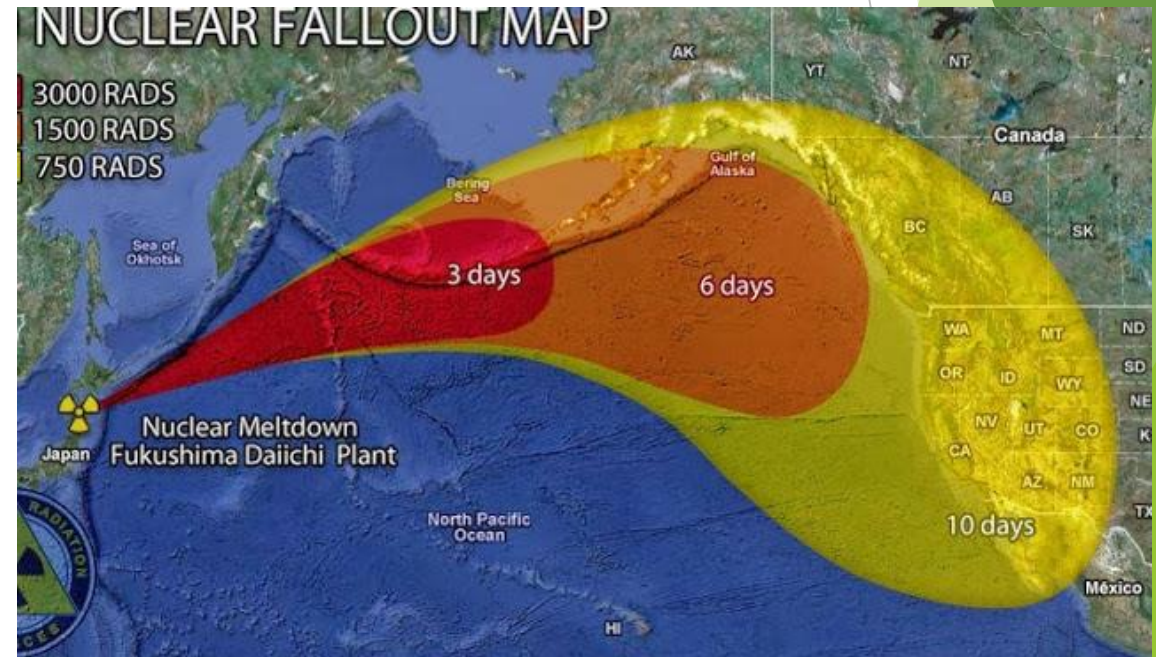 NUCLEAR FALLOUT MAP
3000 RADS
1500 RADS
750 RADS
AK
YT
NT
Canada
Gulf of
Alaska
Bering
Sea
AB
BC
SK
Sea of
Okhotsk
3 days
6 days
WA
MT
ND
OR
ID
SD
WY
NE
NV
UT
CO
K
CA
AZ
NM
TX
Japan
Nuclear Meltdown
Fukushima Daiichi Plant
10 days
North Pacific
Ocean
México
HI
RADIATION